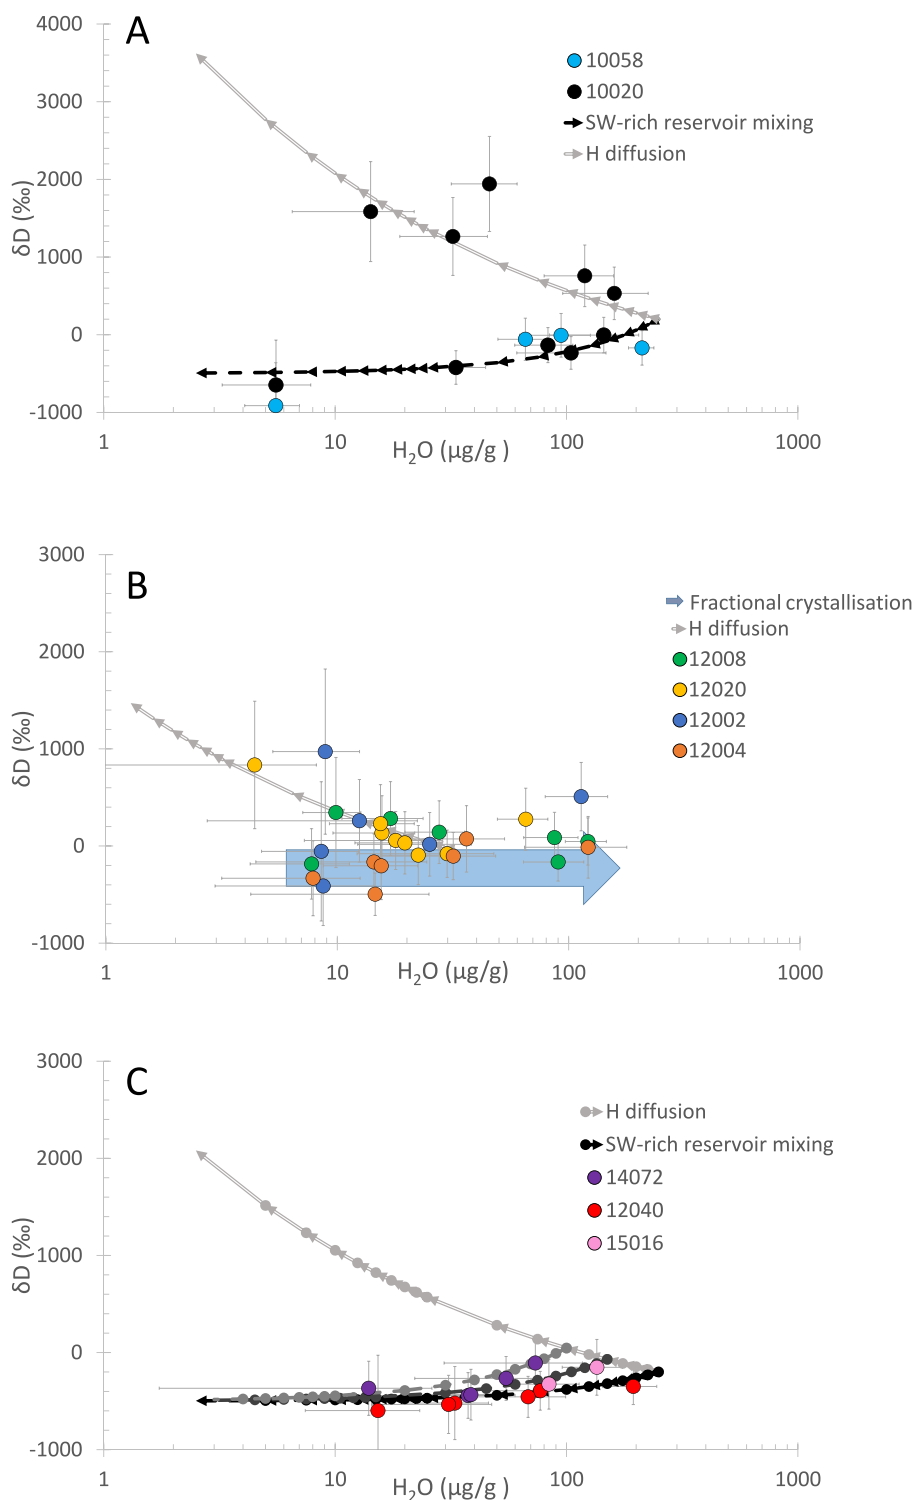 A
4000
3000
2000
1000
0
-1000
δD (‰)
10058
10020
SW-rich reservoir mixing
H diffusion
1
10
100
1000
H₂O (µg/g )
B
3000
2000
1000
0
-1000
δD (‰)
Fractional crystallisation
H diffusion
12008
12020
12002
12004
1
10
100
1000
H₂O (µg/g)
C
3000
2000
1000
0
-1000
δD (‰)
H diffusion
SW-rich reservoir mixing
14072
12040
15016
1
10
100
1000
H₂O (µg/g)